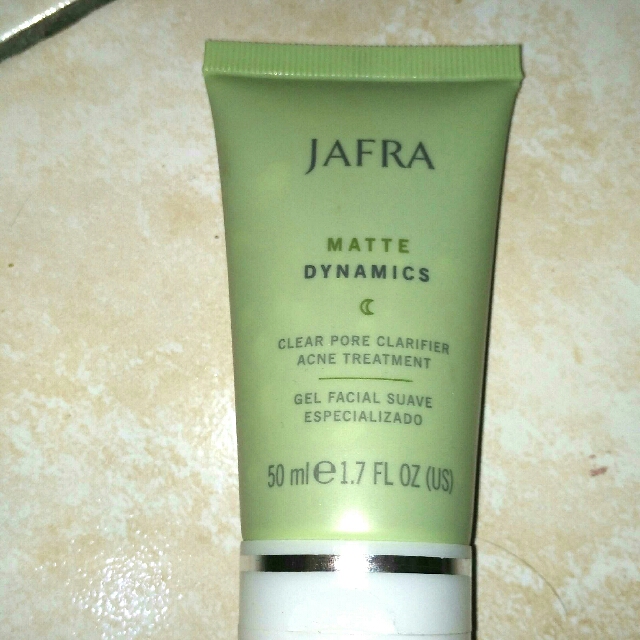 JAFRA
MATTE
DYNAMICS
CLEAR PORE CLARIFIER
ACNE TREATMENT
GEL FACIAL SUAVE
ESPECIALIZADO
50 ml e 1.7 FL OZ (US)